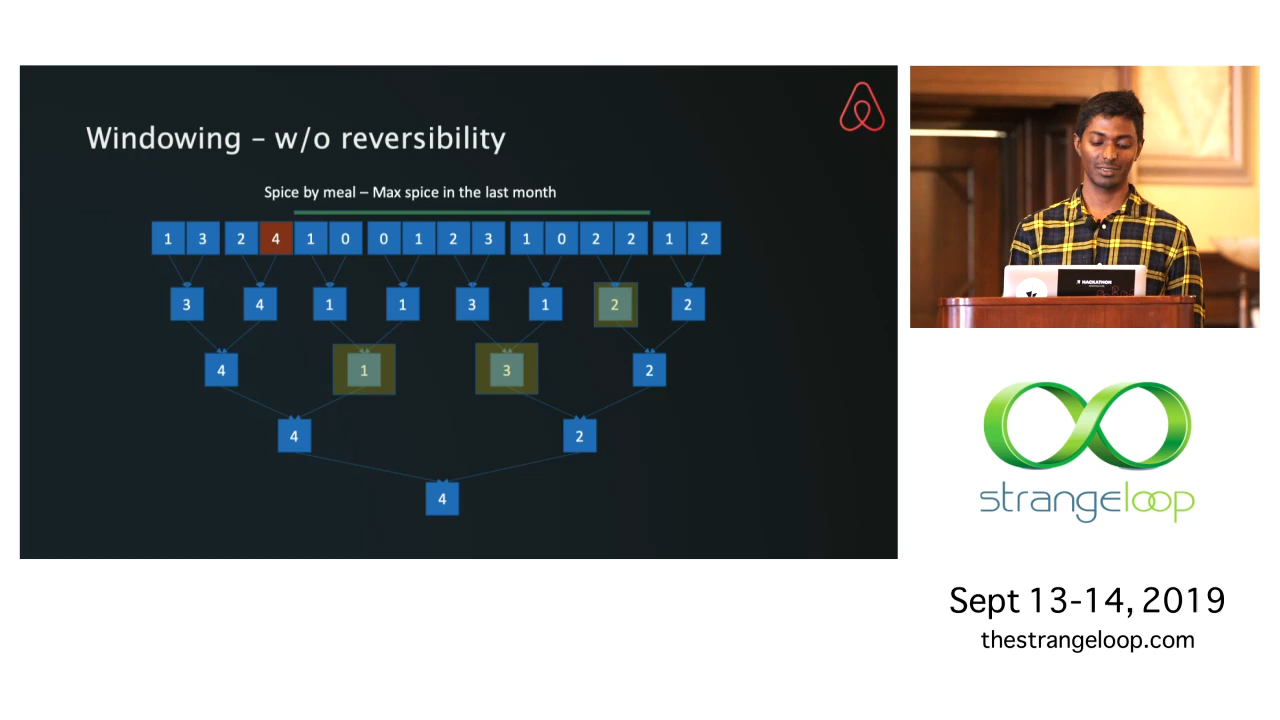 Windowing – w/o reversibility
Spice by meal – Max spice in the last month
1 3 2 4 1 0 0 1 2 3 1 0 2 2 1 2
3 4 1 1 3 1 2 2
4 1 3 2
4 2
4
HACKATHON
strangeloop
Sept 13-14, 2019
thestrangeloop.com